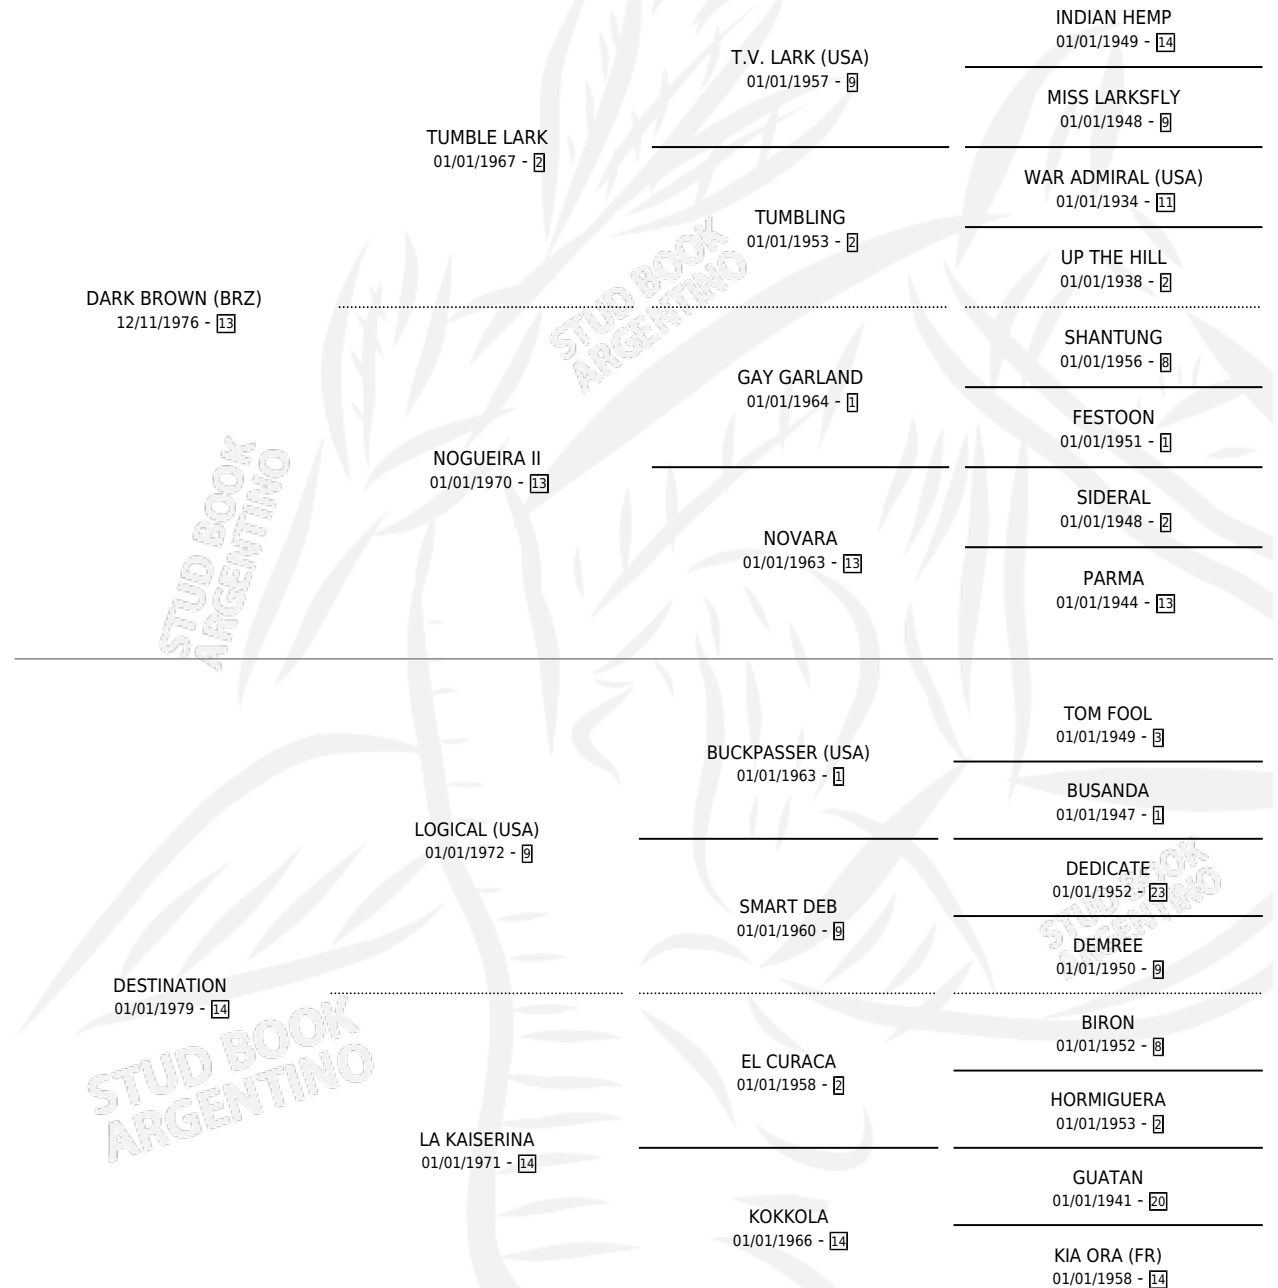 INDIAN HEMP
01/01/1949 - 14
T.V. LARK (USA)
01/01/1957 - 9
MISS LARKSFLY
01/01/1948 - 9
TUMBLE LARK
01/01/1967 - 2
WAR ADMIRAL (USA)
01/01/1934 - 11
TUMBLING
01/01/1953 - 2
UP THE HILL
01/01/1938 - 2
DARK BROWN (BRZ)
12/11/1976 - 13
SHANTUNG
01/01/1956 - 8
GAY GARLAND
01/01/1964 - 1
FESTOON
01/01/1951 - 1
NOGUEIRA II
01/01/1970 - 13
SIDERAL
01/01/1948 - 2
NOVARA
01/01/1963 - 13
PARMA
01/01/1944 - 13
STUD BOOK
ARGENTINO
STUD BOOK
ARGENTINO
TOM FOOL
01/01/1949 - 3
BUCKPASSER (USA)
01/01/1963 - 1
BUSANDA
01/01/1947 - 1
LOGICAL (USA)
01/01/1972 - 9
DEDICATE
01/01/1952 - 23
SMART DEB
01/01/1960 - 9
DEMREE
01/01/1950 - 9
DESTINATION
01/01/1979 - 14
BIRON
01/01/1952 - 8
EL CURACA
01/01/1958 - 2
HORMIGUERA
01/01/1953 - 2
LA KAISERINA
01/01/1971 - 14
GUATAN
01/01/1941 - 20
KOKKOLA
01/01/1966 - 14
KIA ORA (FR)
01/01/1958 - 14
STUD BOOK
ARGENTINO
STUD BOOK
ARGENTINO